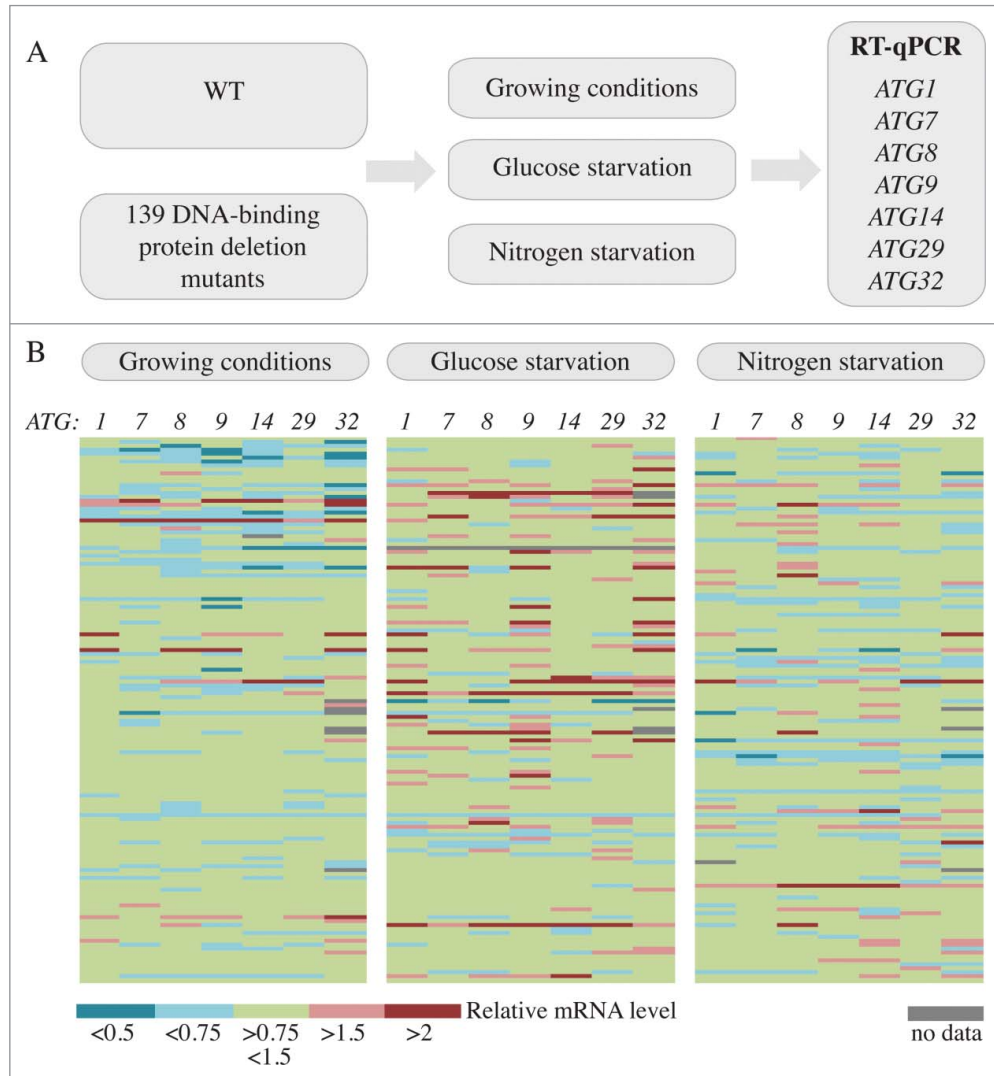 A
WT
139 DNA-binding
protein deletion
mutants
Growing conditions
Glucose starvation
Nitrogen starvation
RT-qPCR
ATG1
ATG7
ATG8
ATG9
ATG14
ATG29
ATG32
B
Growing conditions
Glucose starvation
Nitrogen starvation
ATG: 1 7 8 9 14 29 32 1 7 8 9 14 29 32 1 7 8 9 14 29 32
Relative mRNA level
<0.5 <0.75 >0.75 >1.5 >2
<1.5
no data